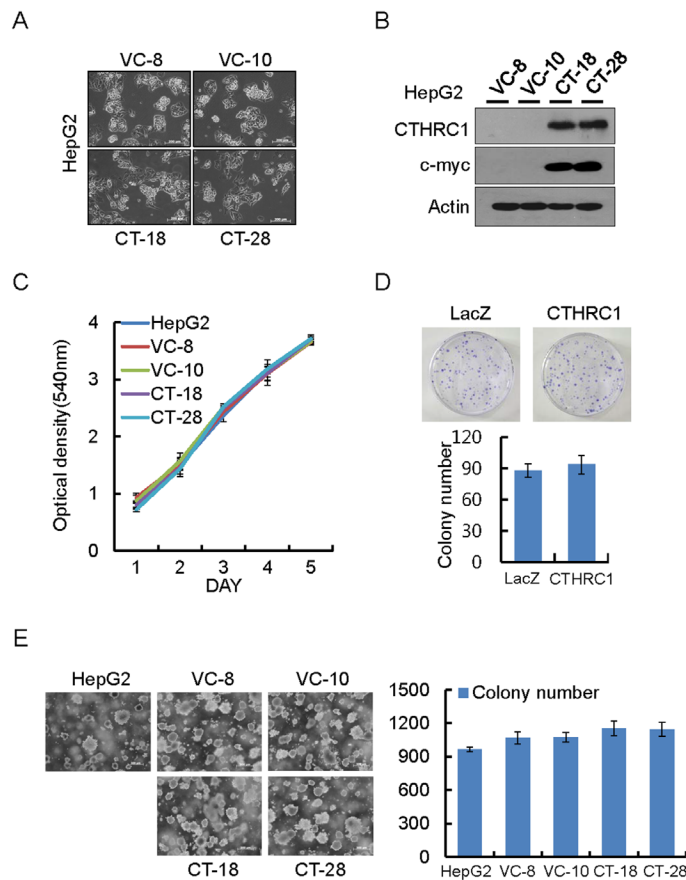 A
VC-8 VC-10
HepG2
CT-18 CT-28
B
HepG2 VC-8 VC-10 CT-18 CT-28
CTHRC1
c-myc
Actin
C
Optical density(540nm)
4
3
2
1
0
HepG2
VC-8
VC-10
CT-18
CT-28
1 2 3 4 5
DAY
D
LacZ CTHRC1
Colony number
120
90
60
30
0
LacZ CTHRC1
E
HepG2 VC-8 VC-10
CT-18 CT-28
1500
1200
900
600
300
0
Colony number
HepG2 VC-8 VC-10 CT-18 CT-28